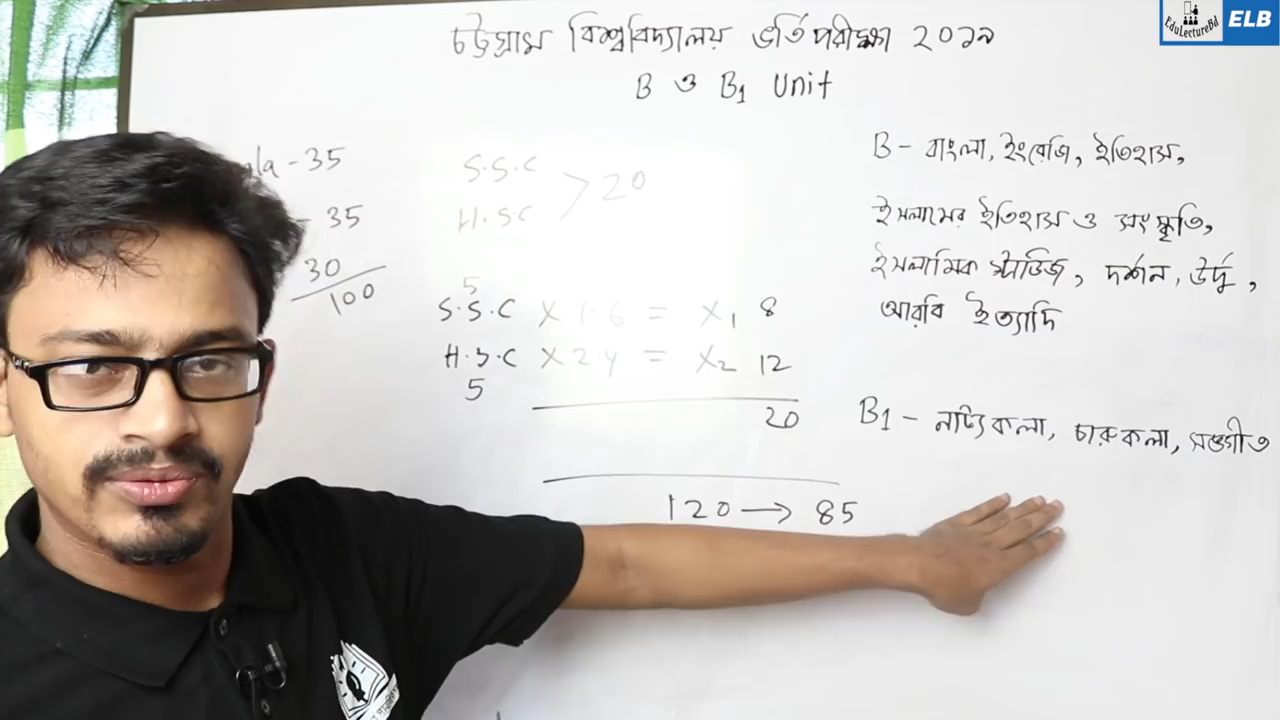 চট্টগ্রাম বিশ্ববিদ্যালয় ভর্তি পরীক্ষা ২০১৯
B ও B1 Unit
EduLectureBd ELB
- 35
35
30
100
S.S.C
H.S.C > 20
5
S.S.C X 1.6 = X1 8
H.S.C X 2.4 = X2 12
5
20
120 → 85
B - বাংলা, ইংরেজি, ইতিহাস,
ইসলামের ইতিহাস ও সংস্কৃতি,
ইসলামিক স্টাডিজ, দর্শন, উর্দু,
আরবি ইত্যাদি
B1 - নাট্যকলা, চারুকলা, সঙ্গীত